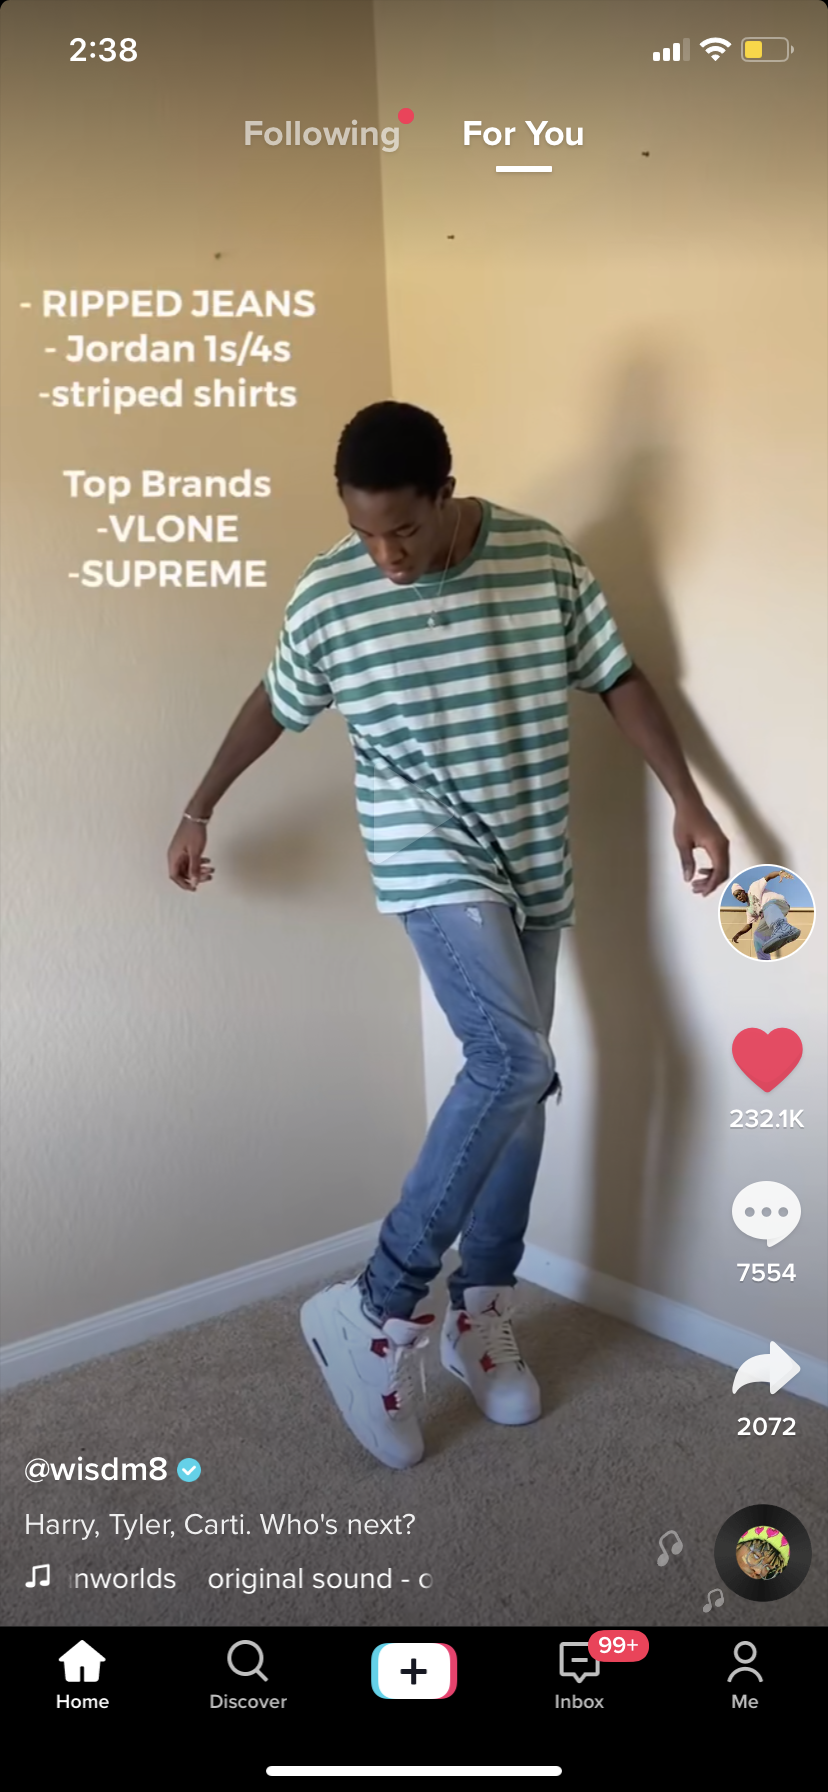 2:38
Following For You
- RIPPED JEANS
- Jordan 1s/4s
-striped shirts
Top Brands
-VLONE
-SUPREME
232.1K
7554
2072
@wisdm8
Harry, Tyler, Carti. Who's next?
nworlds original sound - o
99+
Home Discover Inbox Me